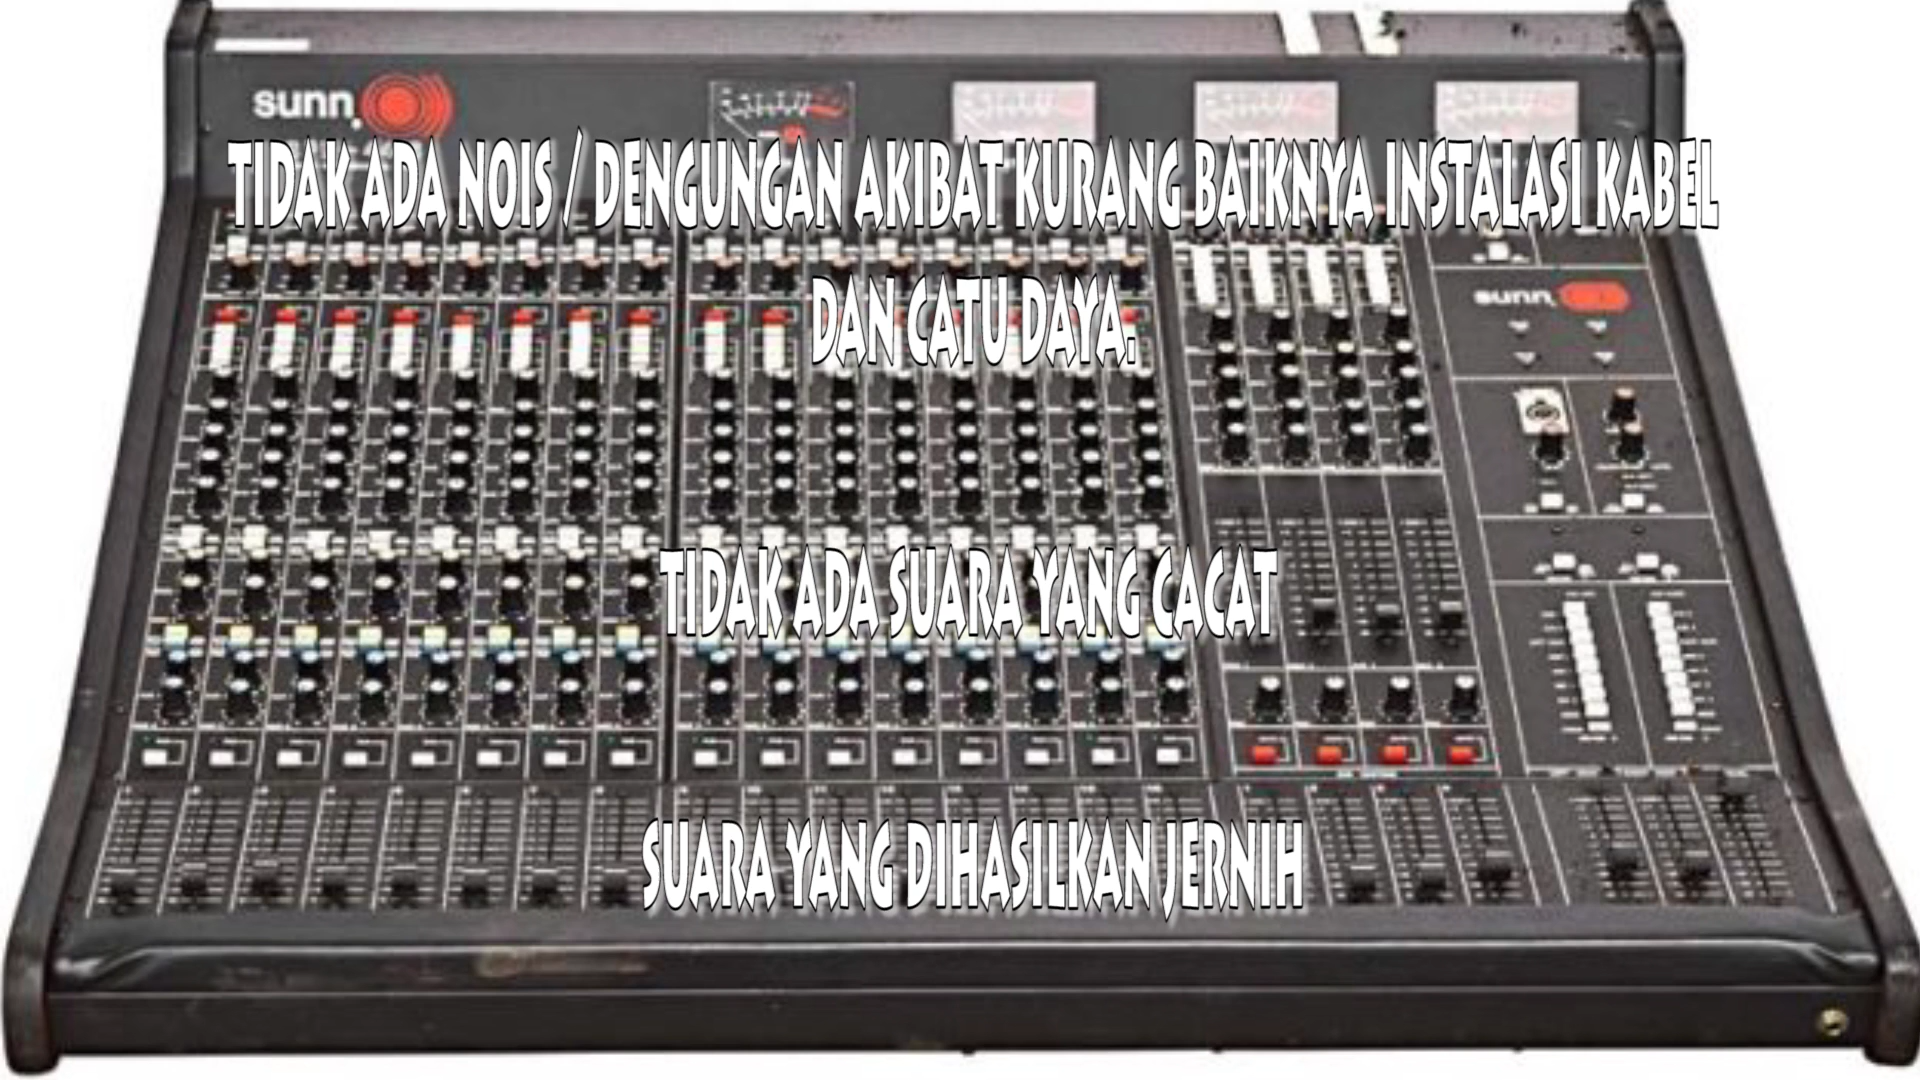 sunn
TIDAK ADA NOIS / DENGUNGAN AKIBAT KURANG BAIKNYA INSTALASI KABEL
DAN CATU DAYA.
sunn
TIDAK ADA SUARA YANG CACAT
SUARA YANG DIHASILKAN JERNIH